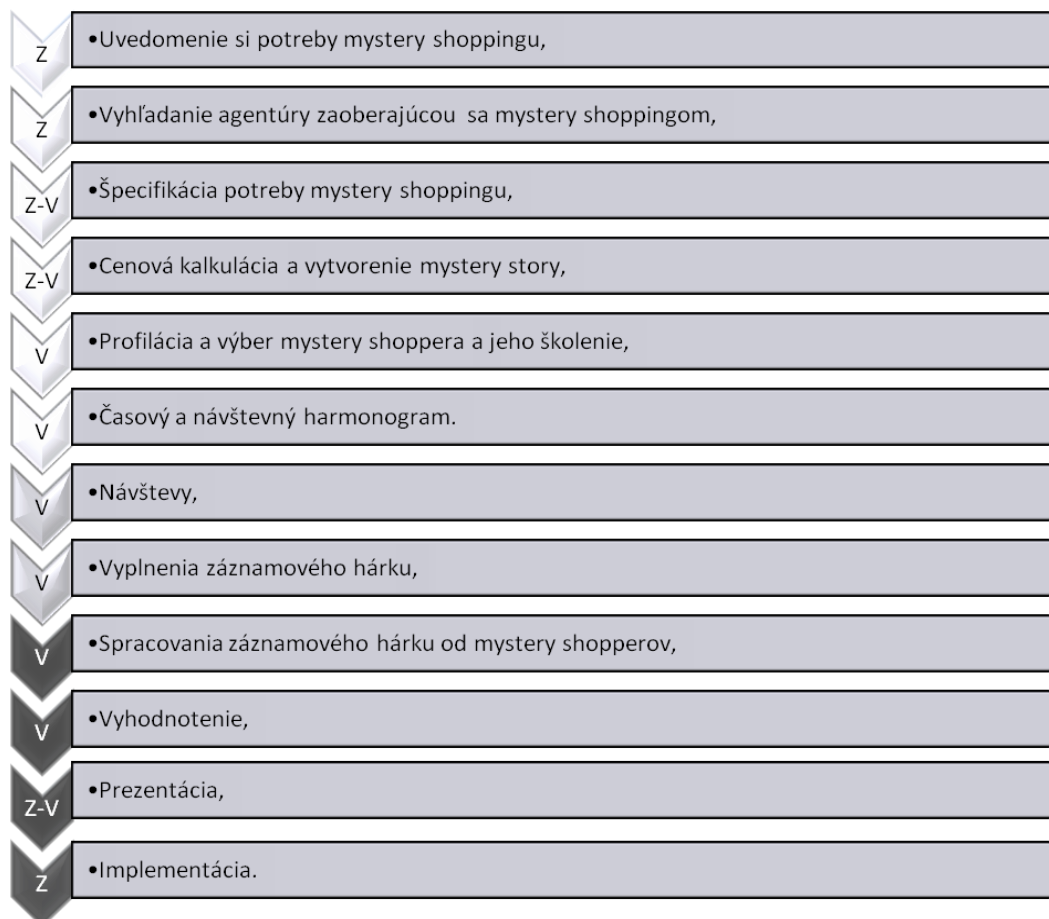 Z
•Uvedomenie si potreby mystery shoppingu,
Z
•Vyhľadanie agentúry zaoberajúcou sa mystery shoppingom,
Z-V
•Špecifikácia potreby mystery shoppingu,
Z-V
•Cenová kalkulácia a vytvorenie mystery story,
V
•Profilácia a výber mystery shoppera a jeho školenie,
V
•Časový a návštevný harmonogram.
V
•Návštevy,
V
•Vyplnenia záznamového hárku,
V
•Spracovania záznamového hárku od mystery shopperov,
V
•Vyhodnotenie,
Z-V
•Prezentácia,
Z
•Implementácia.